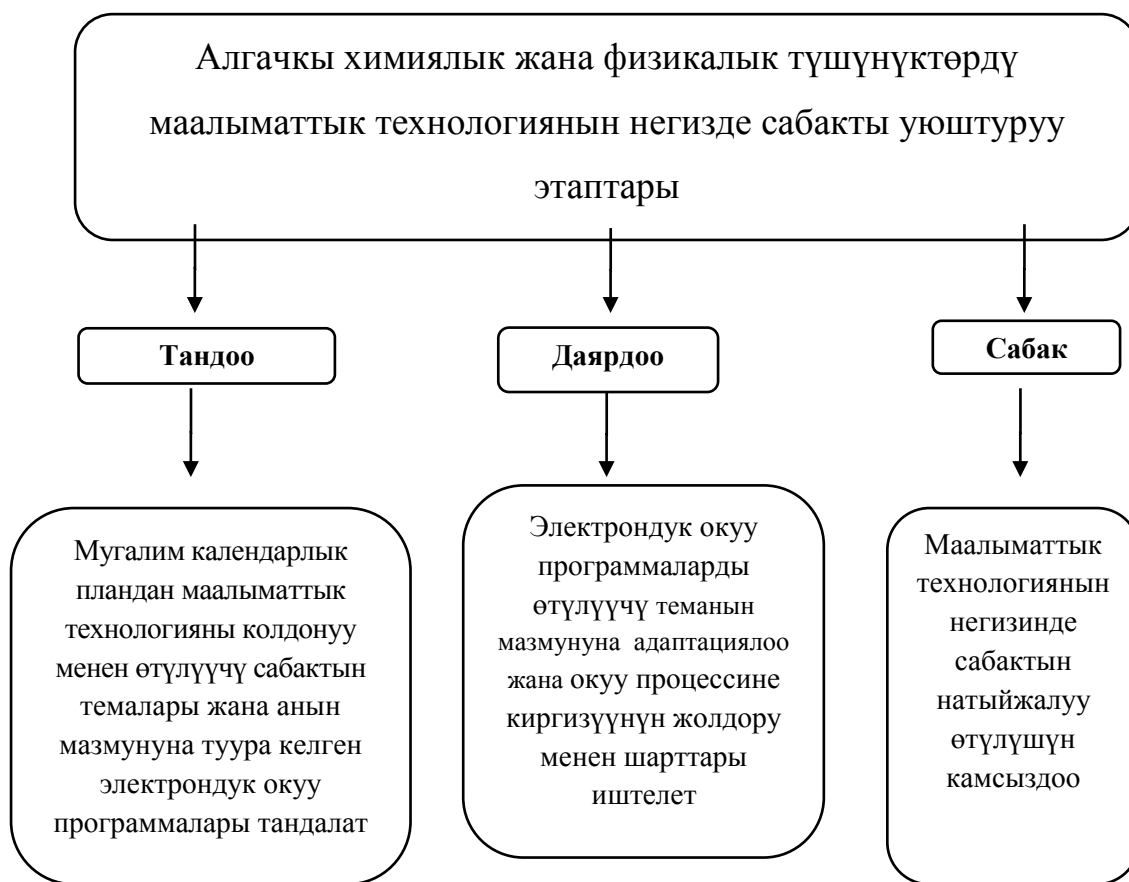 Алгачкы химиялык жана физикалык түшүнүктөрдү
маалыматтык технологиянын негизде сабакты уюштуруу
этаптары
Тандоо
Даярдоо
Сабак
Мугалим календарлык
пландан маалыматтык
технологияны колдонуу
менен өтүлүүчү сабактын
темалары жана анын
мазмунуна туура келген
электрондук окуу
программалары тандалат
Электрондук окуу
программаларды
өтүлүүчү теманын
мазмунуна адаптациялоо
жана окуу процессине
киргизүүнүн жолдору
менен шарттары
иштелет
Маалыматтык
технологиянын
негизинде
сабактын
натыйжалуу
өтүлүшүн
камсыздоо